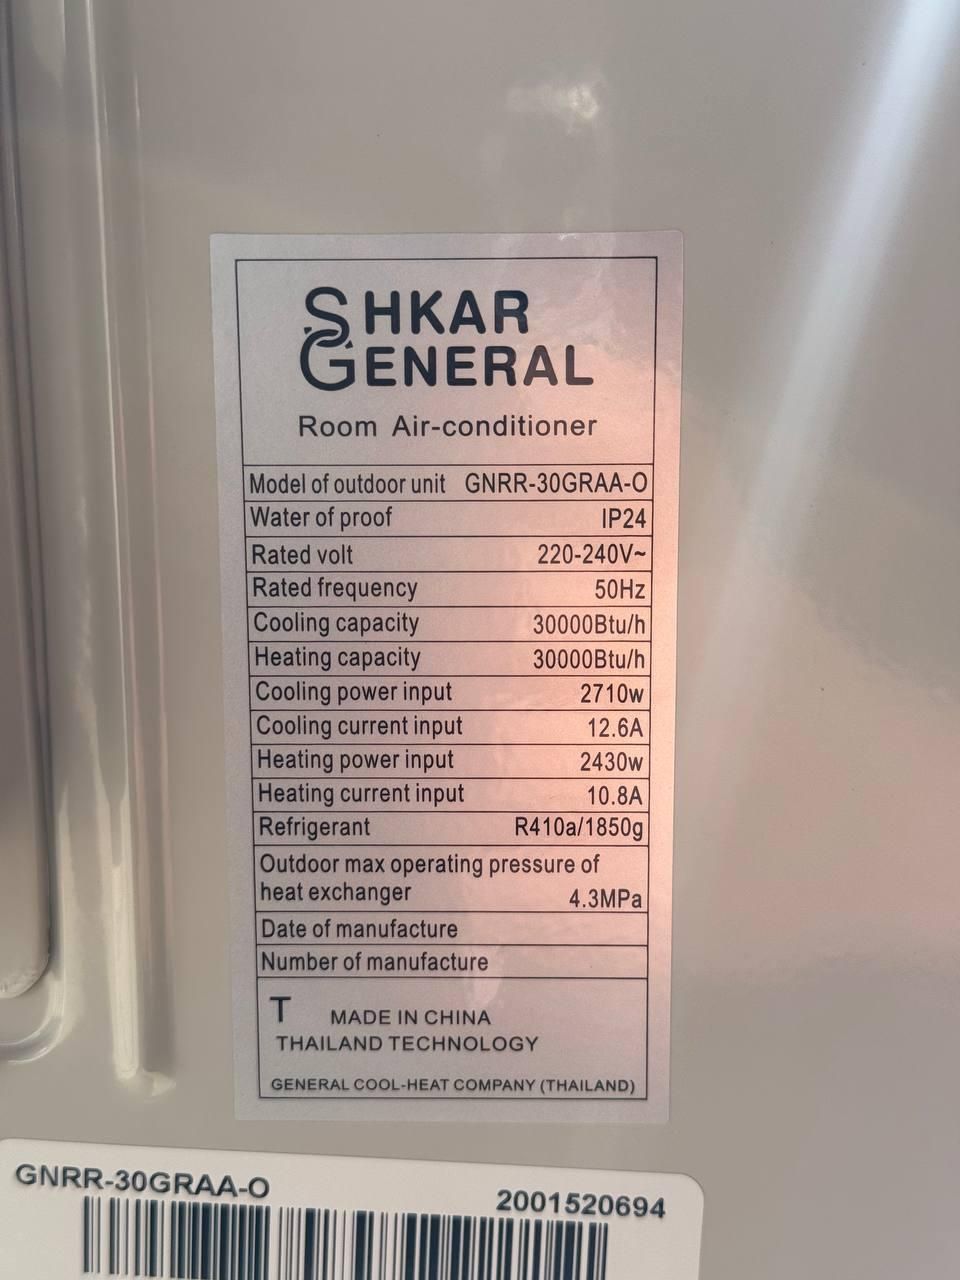 SHKAR
GENERAL
Room Air-conditioner
Model of outdoor unit GNRR-30GRAA-O
Water of proof IP24
Rated volt 220-240V~
Rated frequency 50Hz
Cooling capacity 30000Btu/h
Heating capacity 30000Btu/h
Cooling power input 2710w
Cooling current input 12.6A
Heating power input 2430w
Heating current input 10.8A
Refrigerant R410a/1850g
Outdoor max operating pressure of
heat exchanger 4.3MPa
Date of manufacture
Number of manufacture
T MADE IN CHINA
THAILAND TECHNOLOGY
GENERAL COOL-HEAT COMPANY (THAILAND)
GNRR-30GRAA-O 2001520694